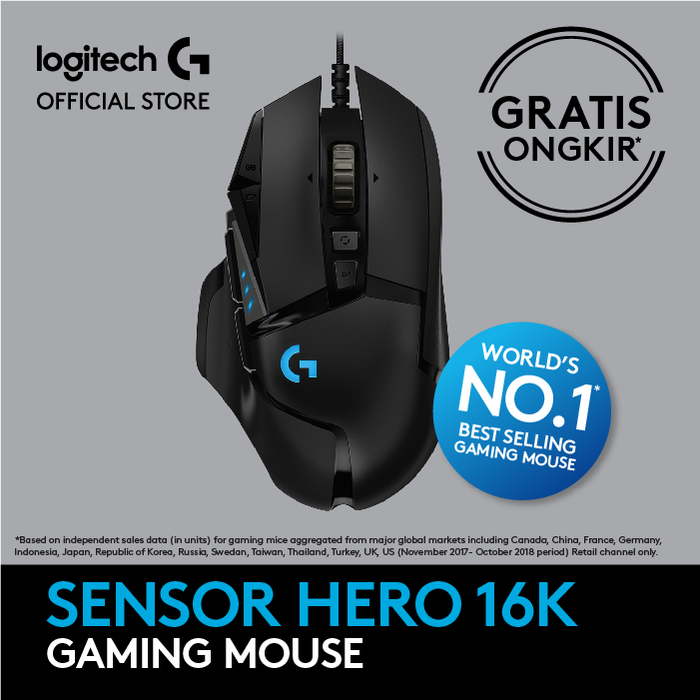 logitech G
OFFICIAL STORE
GRATIS
ONGKIR*
G
WORLD'S
NO.1*
BEST SELLING
GAMING MOUSE
*Based on independent sales data (in units) for gaming mice aggregated from major global markets including Canada, China, France, Germany,
Indonesia, Japan, Republic of Korea, Russia, Swedan, Taiwan, Thailand, Turkey, UK, US (November 2017- October 2018 period) Retail channel only.
SENSOR HERO 16K
GAMING MOUSE